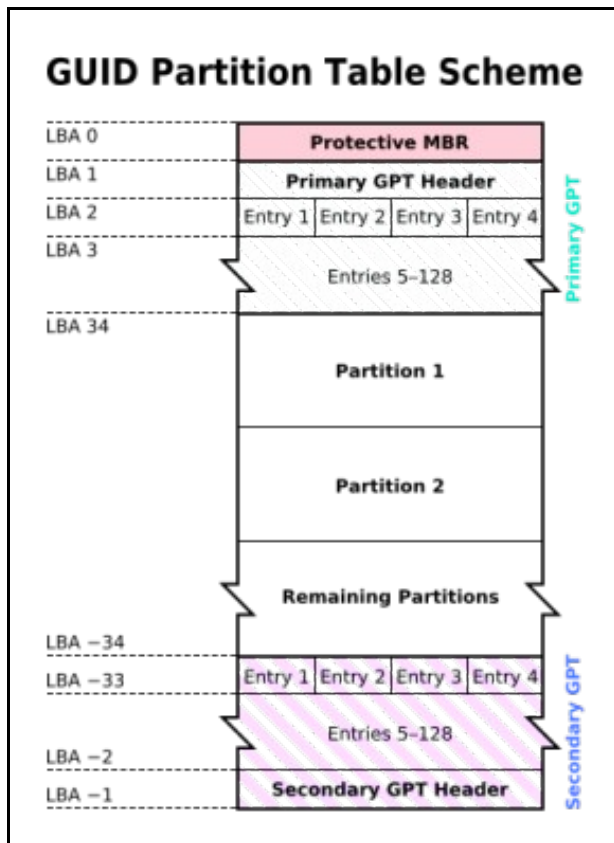 GUID Partition Table Scheme
LBA 0
Protective MBR
LBA 1
Primary GPT Header
LBA 2
Entry 1 Entry 2 Entry 3 Entry 4
LBA 3
Entries 5–128
Primary GPT
LBA 34
Partition 1
Partition 2
Remaining Partitions
LBA −34
LBA −33
Entry 1 Entry 2 Entry 3 Entry 4
Entries 5–128
LBA −2
Secondary GPT Header
LBA −1
Secondary GPT